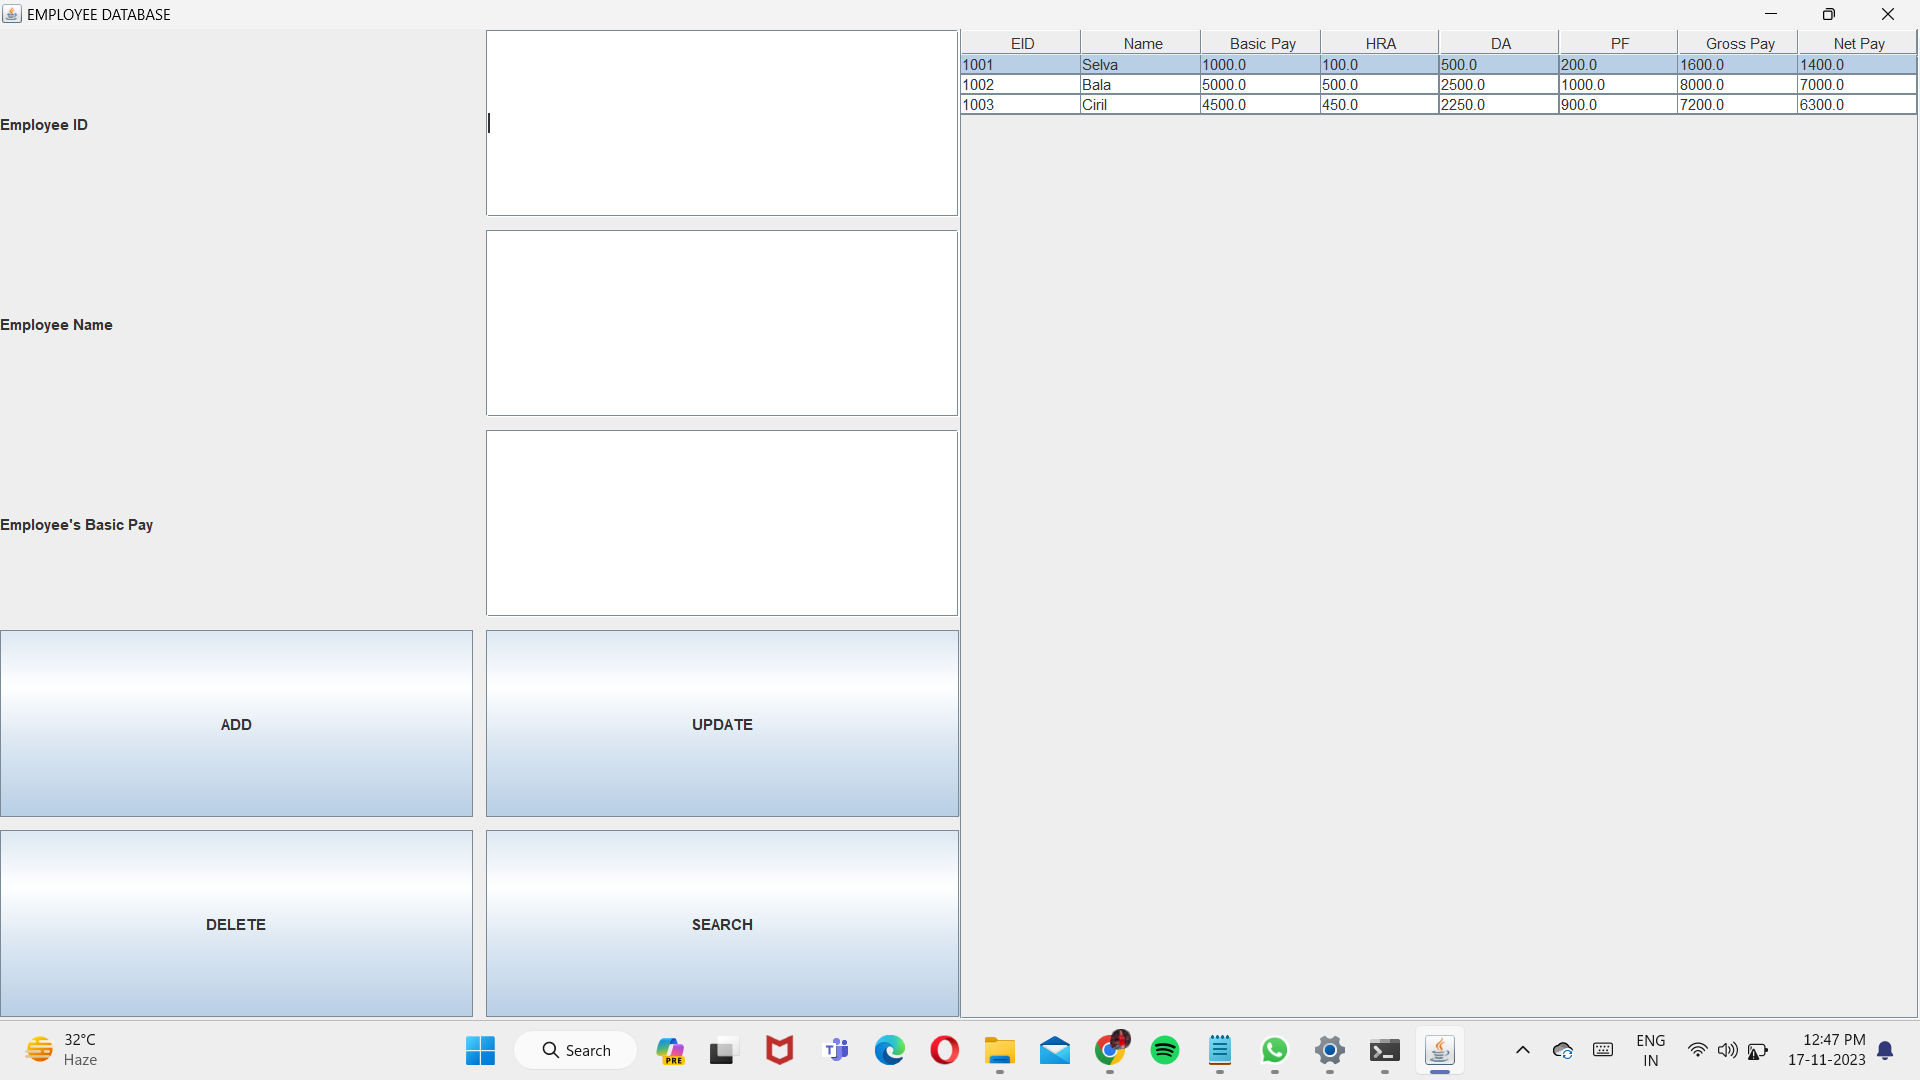 EMPLOYEE DATABASE
Employee ID
Employee Name
Employee's Basic Pay
ADD
UPDATE
DELETE
SEARCH
EID Name Basic Pay HRA DA PF Gross Pay Net Pay
1001 Selva 1000.0 100.0 500.0 200.0 1600.0 1400.0
1002 Bala 5000.0 500.0 2500.0 1000.0 8000.0 7000.0
1003 Ciril 4500.0 450.0 2250.0 900.0 7200.0 6300.0
32°C
Haze
Search
PRE
ENG
IN
12:47 PM
17-11-2023